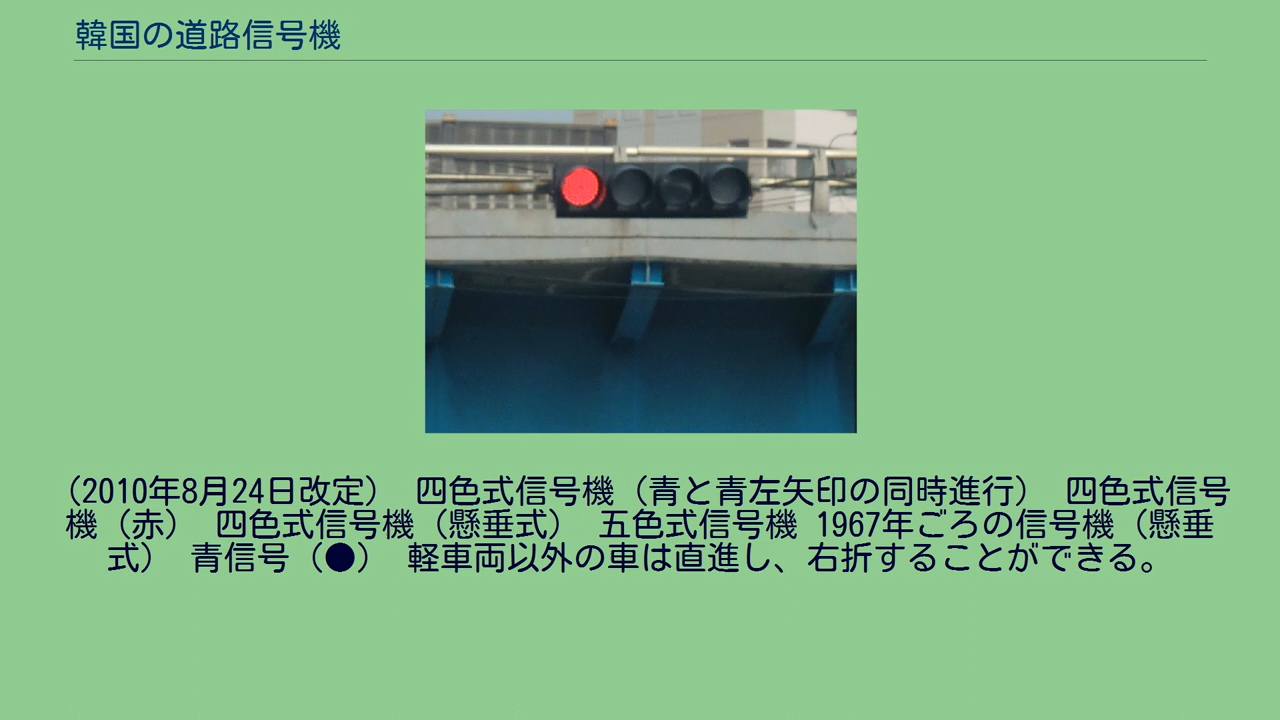 韓国の道路信号機
（2010年8月24日改定） 四色式信号機（青と青左矢印の同時進行） 四色式信号
機（赤） 四色式信号機（懸垂式） 五色式信号機 1967年ごろの信号機（懸垂
式） 青信号（●） 軽車両以外の車は直進し、右折することができる。